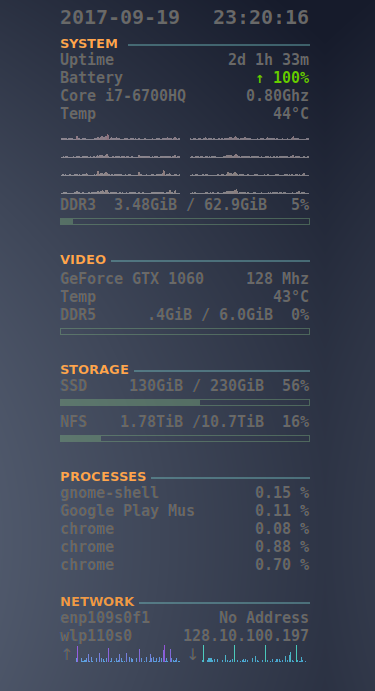 2017-09-19 23:20:16
SYSTEM
Uptime 2d 1h 33m
Battery ↑ 100%
Core i7-6700HQ 0.80Ghz
Temp 44°C
DDR3 3.48GiB / 62.9GiB 5%
VIDEO
GeForce GTX 1060 128 Mhz
Temp 43°C
DDR5 .4GiB / 6.0GiB 0%
STORAGE
SSD 130GiB / 230GiB 56%
NFS 1.78TiB /10.7TiB 16%
PROCESSES
gnome-shell 0.15 %
Google Play Mus 0.11 %
chrome 0.08 %
chrome 0.88 %
chrome 0.70 %
NETWORK
enp109s0f1 No Address
wlp110s0 128.10.100.197
↑ ↓